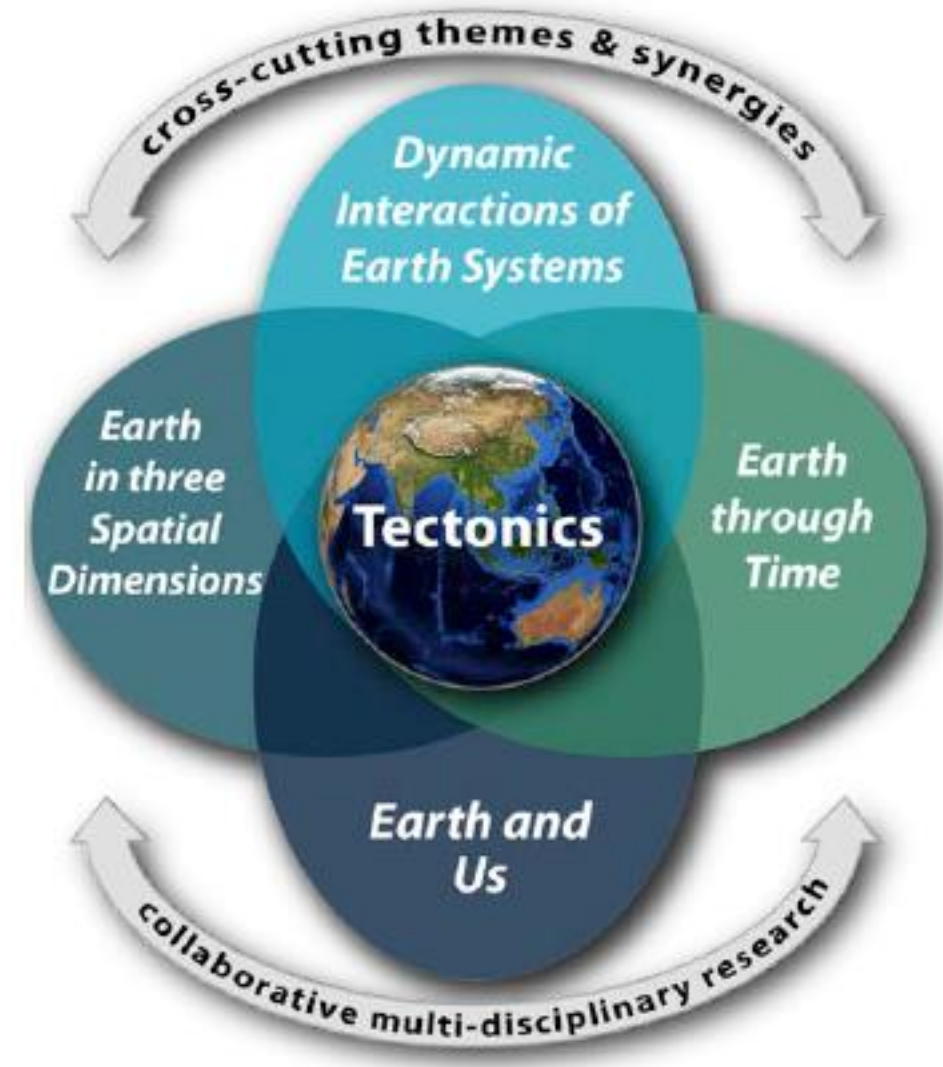 cross-cutting themes & synergies
Dynamic
Interactions of
Earth Systems
Earth
in three
Spatial
Dimensions
Tectonics
Earth
through
Time
Earth and
Us
collaborative multi-disciplinary research